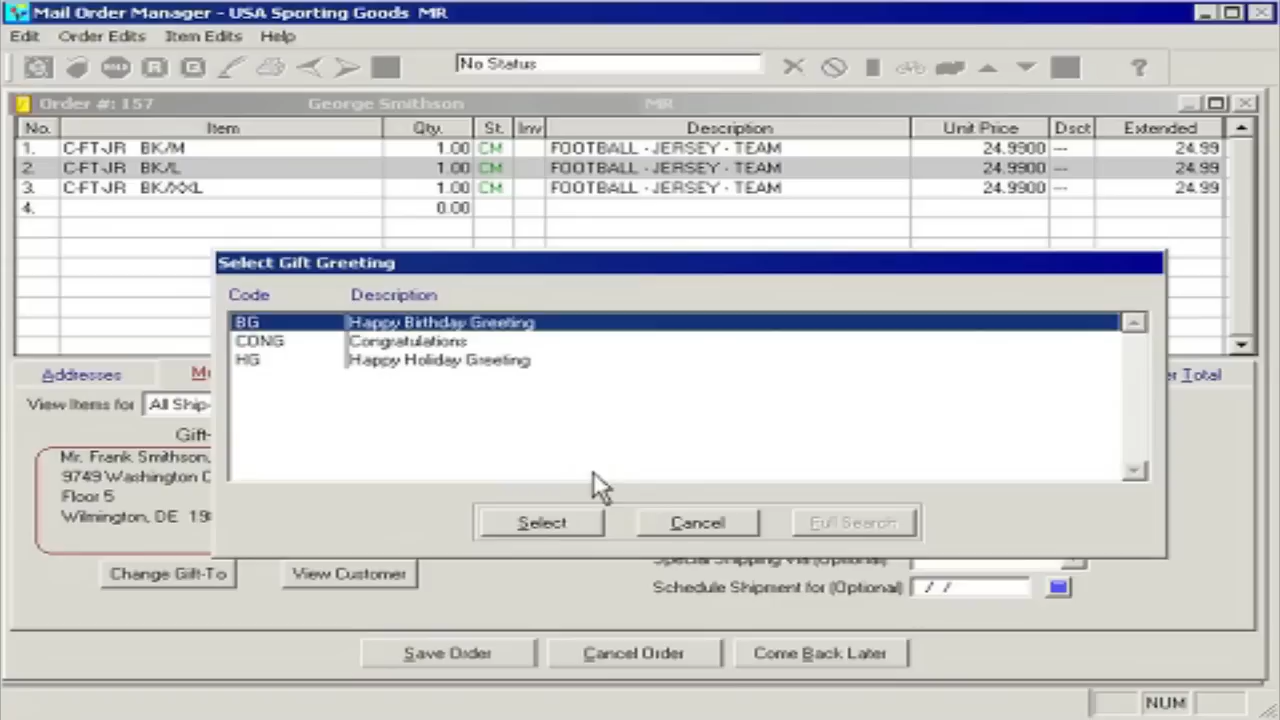 Mail Order Manager - USA Sporting Goods MR
Edit Order Edits Item Edits Help
No Status ?
Order #: 157 George Smithson MR
No. Item Qty. St. Inv Description Unit Price Dsct Extended
1. C-FT-JR BK/M 1.00 CM FOOTBALL - JERSEY - TEAM 24.9900 --- 24.99
2. C-FT-JR BK/L 1.00 CM FOOTBALL - JERSEY - TEAM 24.9900 --- 24.99
3. C-FT-JR BK/XXL 1.00 CM FOOTBALL - JERSEY - TEAM 24.9900 --- 24.99
4. 0.00
Select Gift Greeting
Code Description
BG Happy Birthday Greeting
CONG Congratulations
HG Happy Holiday Greeting
Select Cancel Full Search
Addresses Total
View Items for All Ship-
Gift-
Mr. Frank Smithson,
9749 Washington
Floor 5
Wilmington, DE
Change Gift-To View Customer
Special Shipping Via (Optional)
Schedule Shipment for (Optional) / /
Save Order Cancel Order Come Back Later
NUM